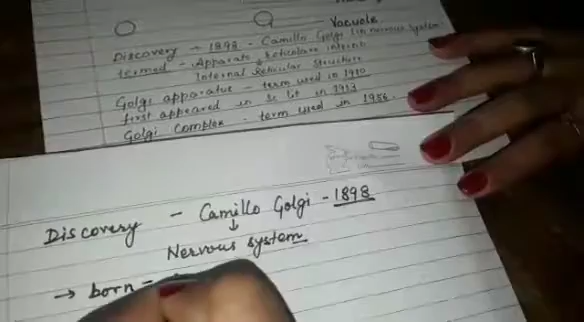 Vacuole
Discovery → 1898 - Camillo Golgi (in nervous system
termed - Apparato Reticolare interno
↓
Internal Reticular Structure
Golgi apparatus - term used in 1910
first appeared in sc lit in 1913
Golgi Complex - term used in 1956.
Discovery - Camillo Golgi - 1898
↓
Nervous system
→ born -